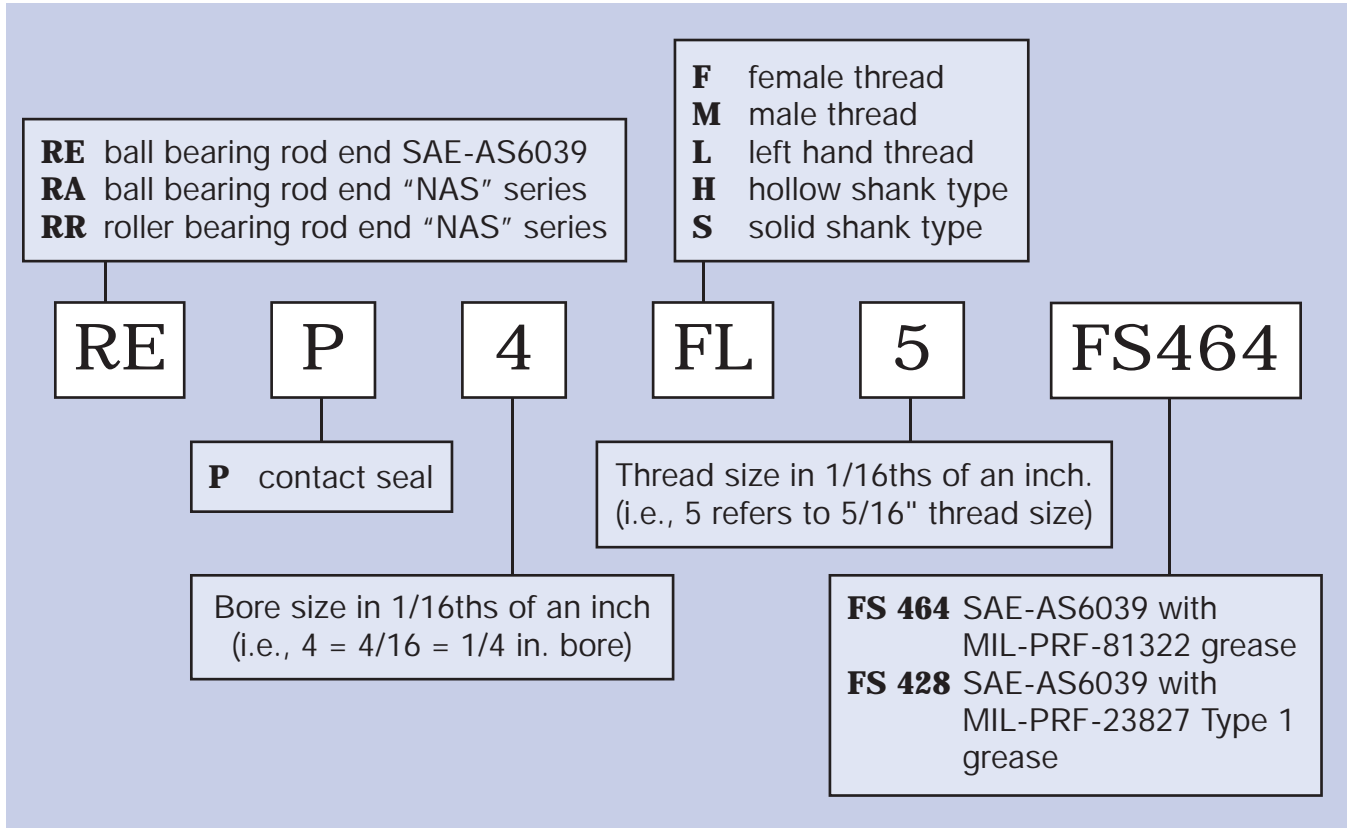 F female thread
M male thread
L left hand thread
H hollow shank type
S solid shank type
RE ball bearing rod end SAE-AS6039
RA ball bearing rod end “NAS” series
RR roller bearing rod end “NAS” series
RE P 4 FL 5 FS464
P contact seal
Thread size in 1/16ths of an inch.
(i.e., 5 refers to 5/16" thread size)
Bore size in 1/16ths of an inch
(i.e., 4 = 4/16 = 1/4 in. bore)
FS 464 SAE-AS6039 with
MIL-PRF-81322 grease
FS 428 SAE-AS6039 with
MIL-PRF-23827 Type 1
grease